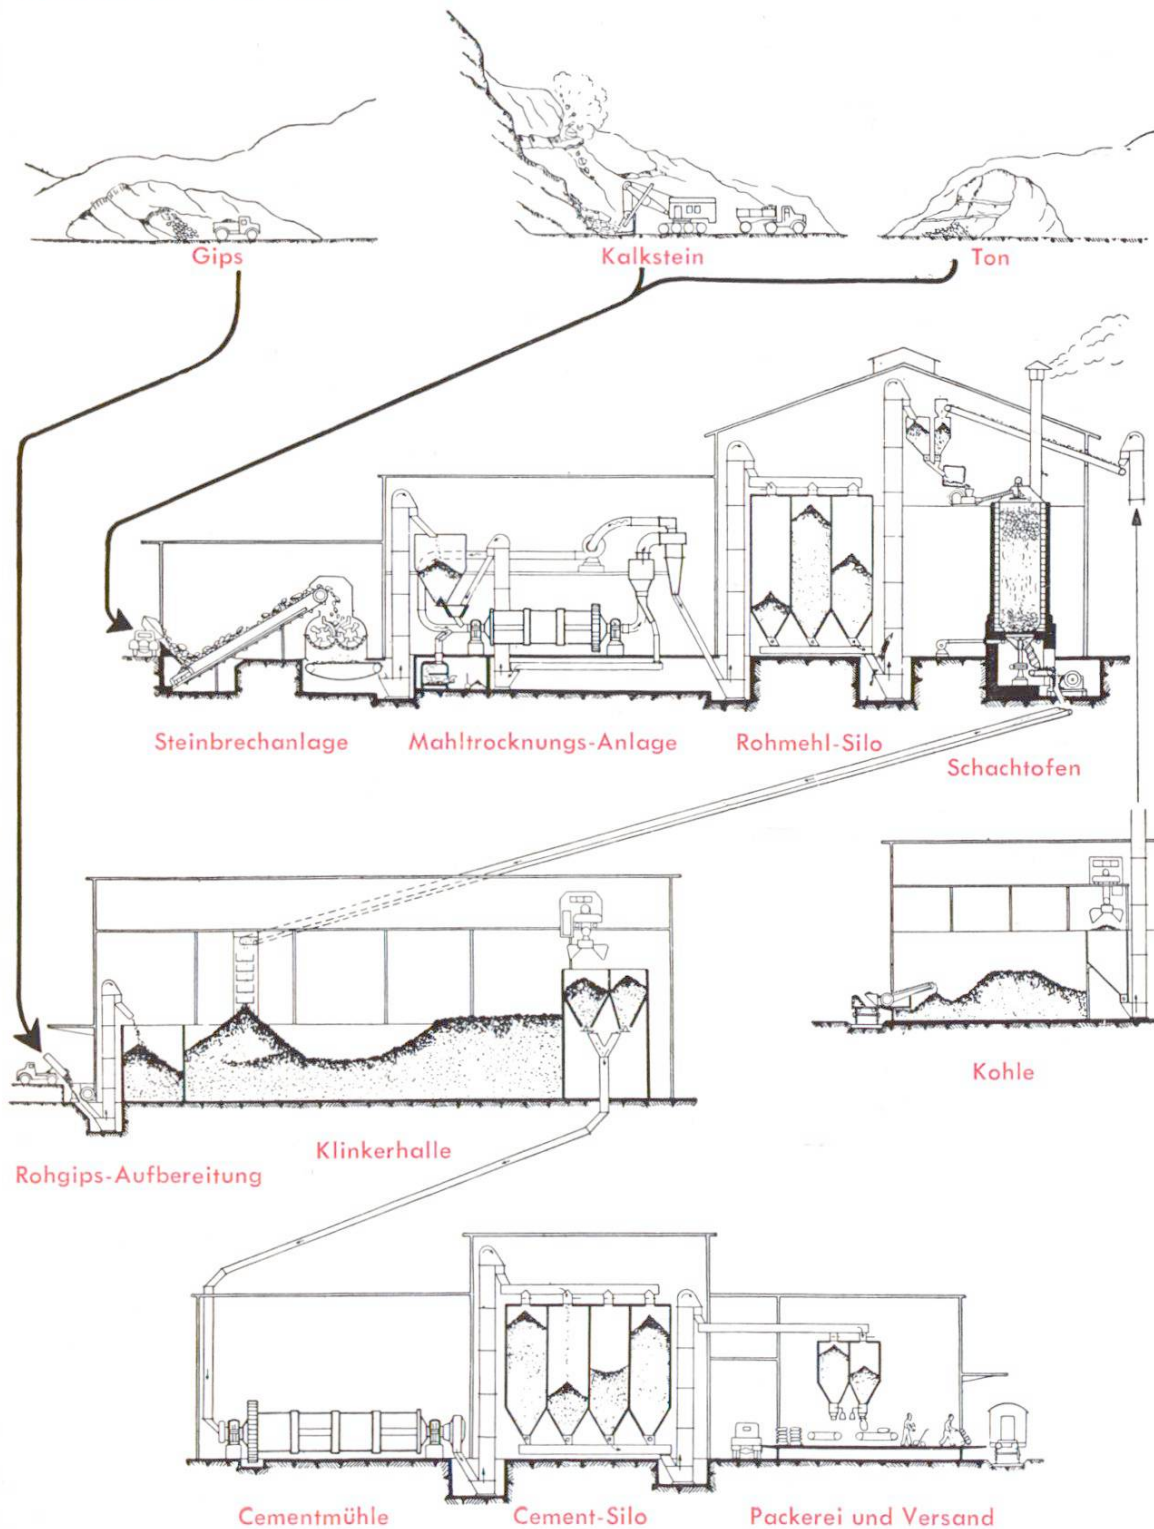 Gips
Kalkstein
Ton
Steinbrechanlage
Mahltrocknungs-Anlage
Rohmehl-Silo
Schachtofen
Kohle
Klinkerhalle
Rohgips-Aufbereitung
Cementmühle
Cement-Silo
Packerei und Versand